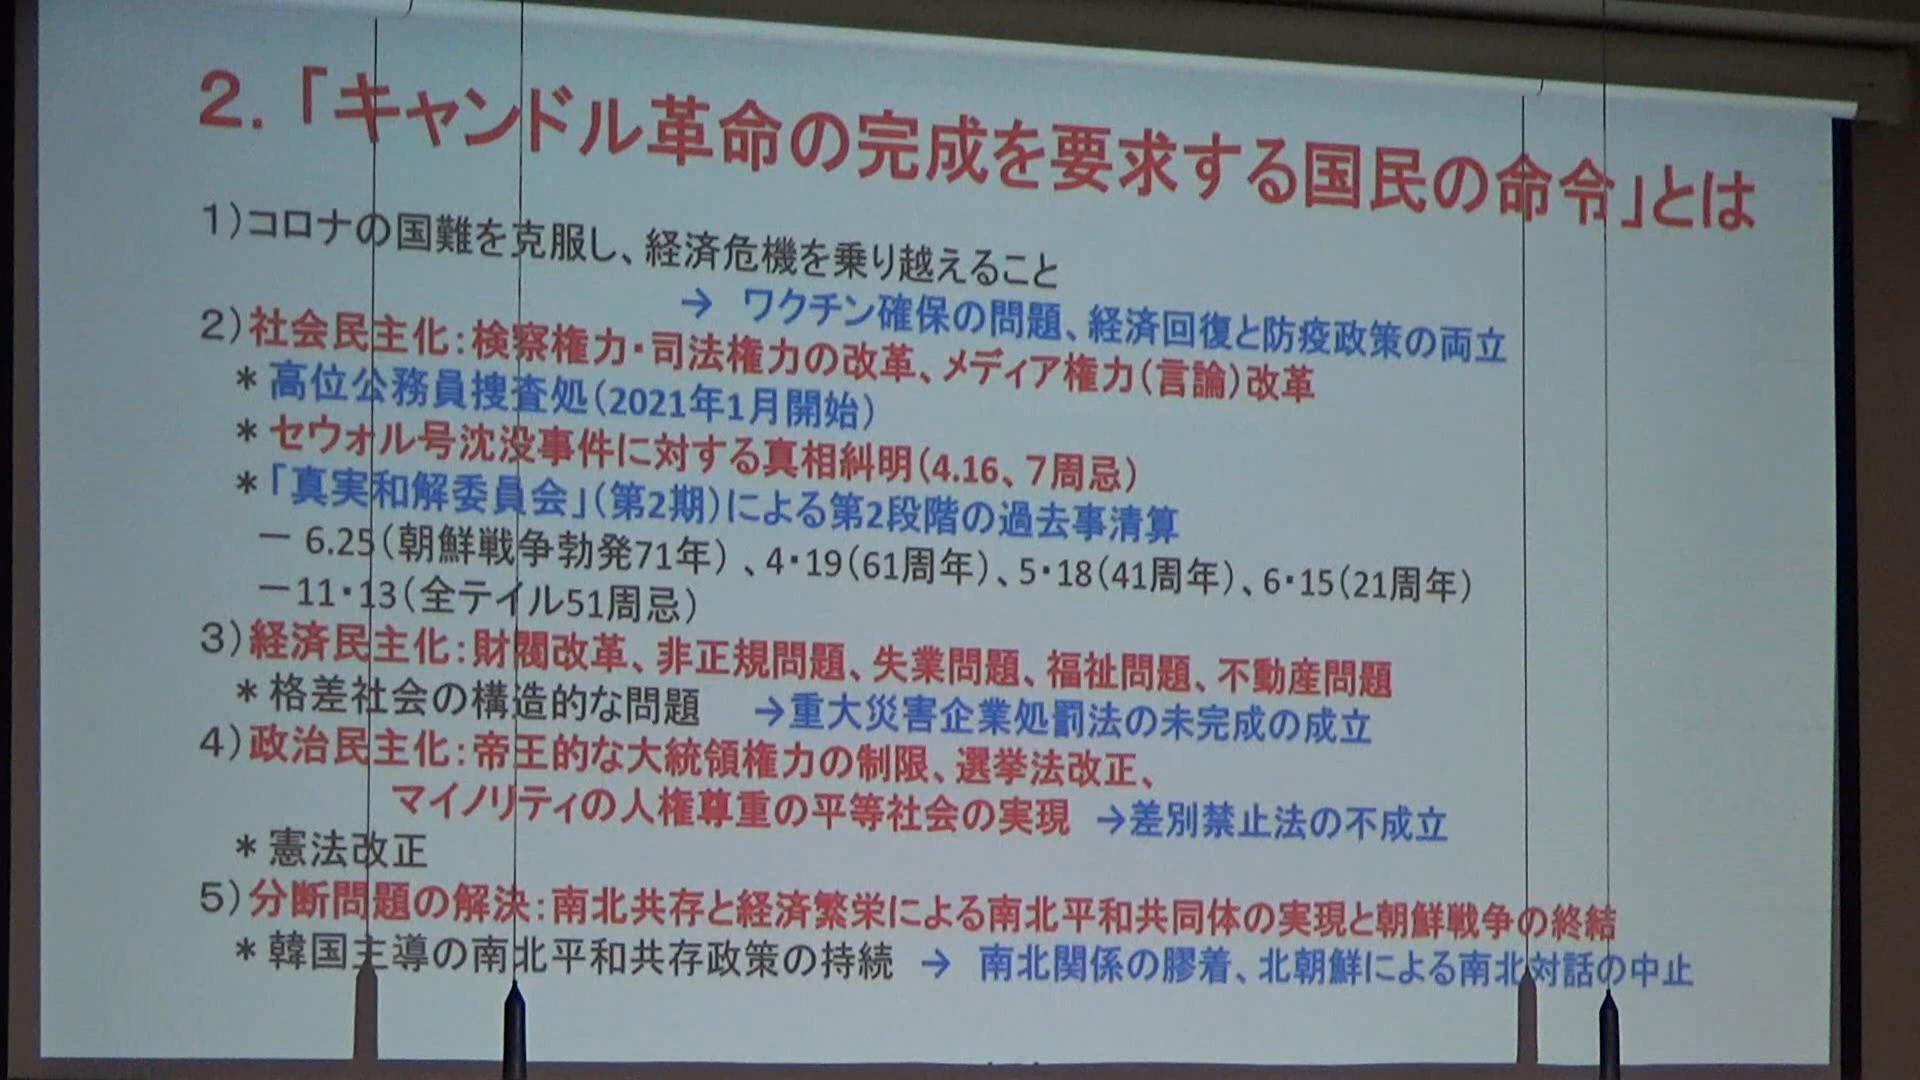 2．「キャンドル革命の完成を要求する国民の命令」とは
1)コロナの国難を克服し、経済危機を乗り越えること
→ ワクチン確保の問題、経済回復と防疫政策の両立
2)社会民主化：検察権力・司法権力の改革、メディア権力（言論）改革
＊高位公務員捜査処（2021年1月開始）
＊セウォル号沈没事件に対する真相糾明（4.16、7周忌）
＊「真実和解委員会」（第2期）による第2段階の過去事清算
－ 6.25（朝鮮戦争勃発71年）、4・19（61周年）、5・18（41周年）、6・15（21周年）
－11・13（全テイル51周忌）
3)経済民主化：財閥改革、非正規問題、失業問題、福祉問題、不動産問題
＊格差社会の構造的な問題 →重大災害企業処罰法の未完成の成立
4)政治民主化：帝王的な大統領権力の制限、選挙法改正、
マイノリティの人権尊重の平等社会の実現 →差別禁止法の不成立
＊憲法改正
5)分断問題の解決：南北共存と経済繁栄による南北平和共同体の実現と朝鮮戦争の終結
＊韓国主導の南北平和共存政策の持続 → 南北関係の膠着、北朝鮮による南北対話の中止